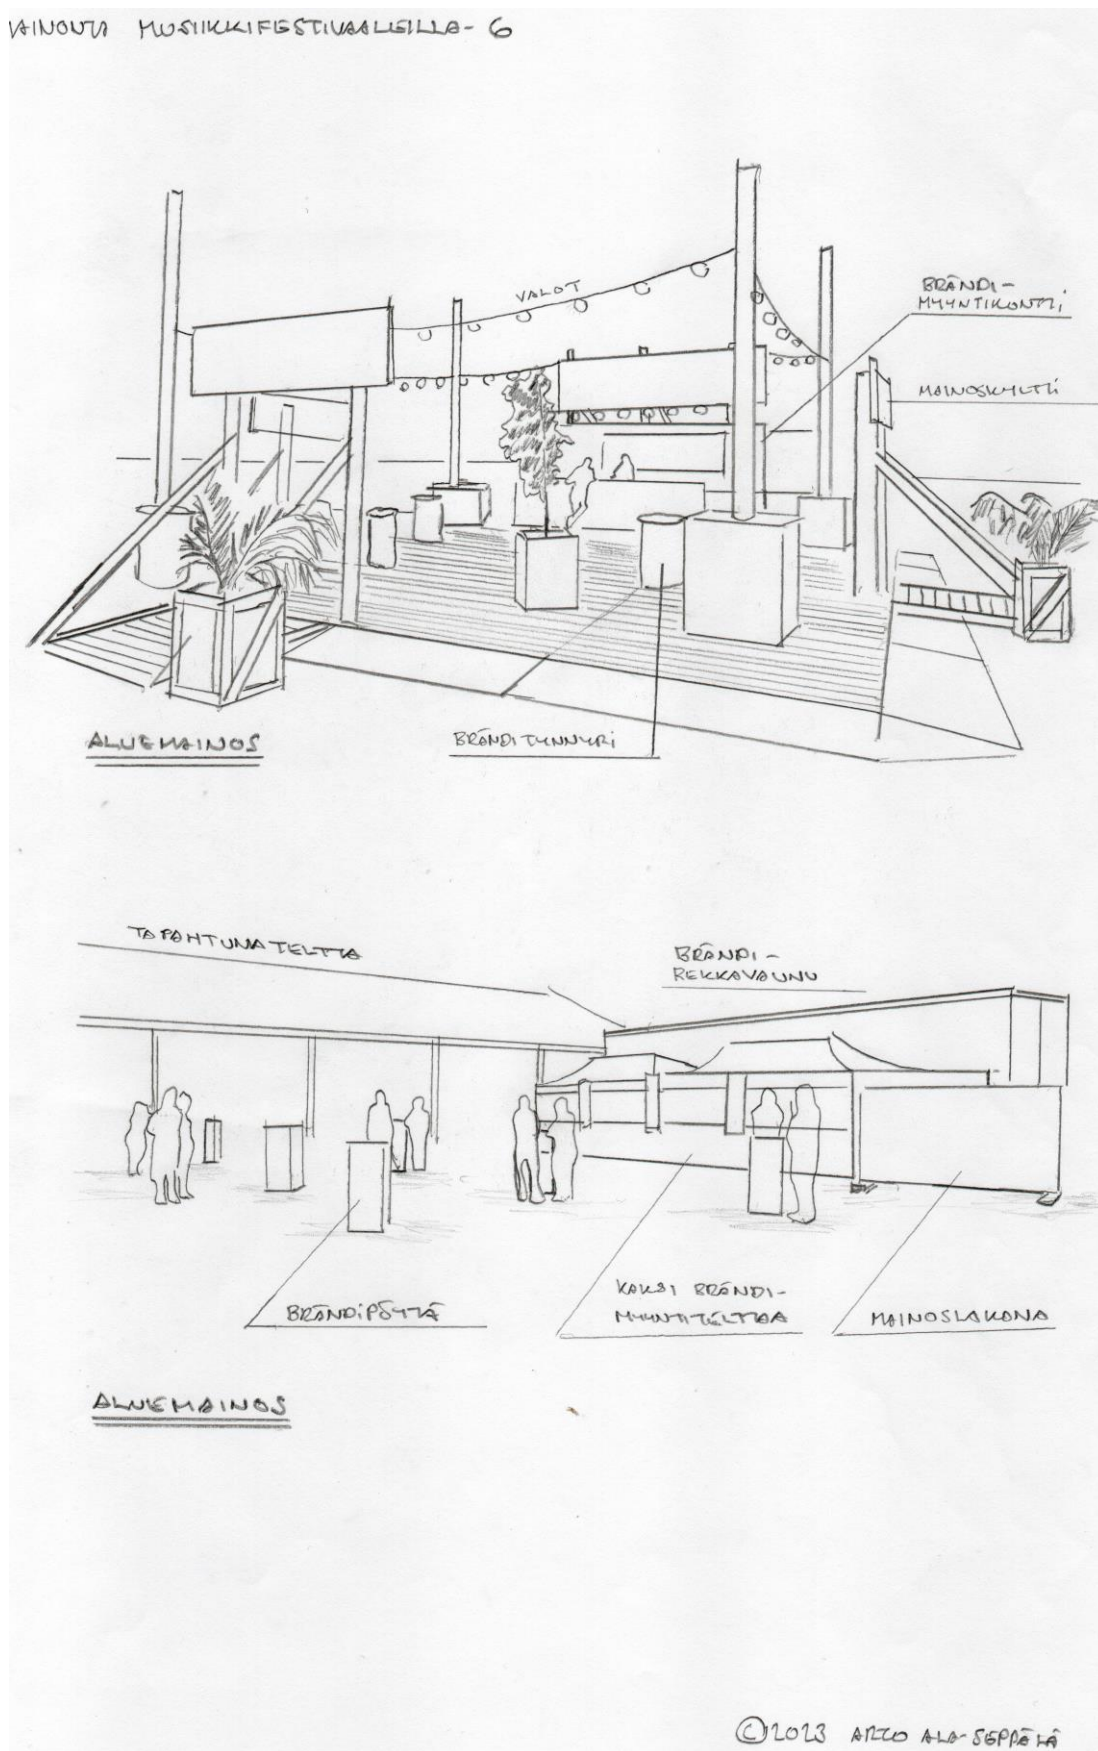 MAINONTA MUSIIKKIFESTIVAALEILLA - 6
VALOT
BRÄNDI-
MYYNTIKONTTI
MAINOSKYLTTI
ALUEMAINOS
BRÄNDITYNNYRI
TAPAHTUMATELTTA
BRÄNDI-
REKKAVAUNU
BRÄNDIPÖYTÄ
KAKSI BRÄNDI-
MYYNTITELTTAA
MAINOSLAKANA
ALUEMAINOS
© 2023 ARTO ALA-SEPPÄLÄ